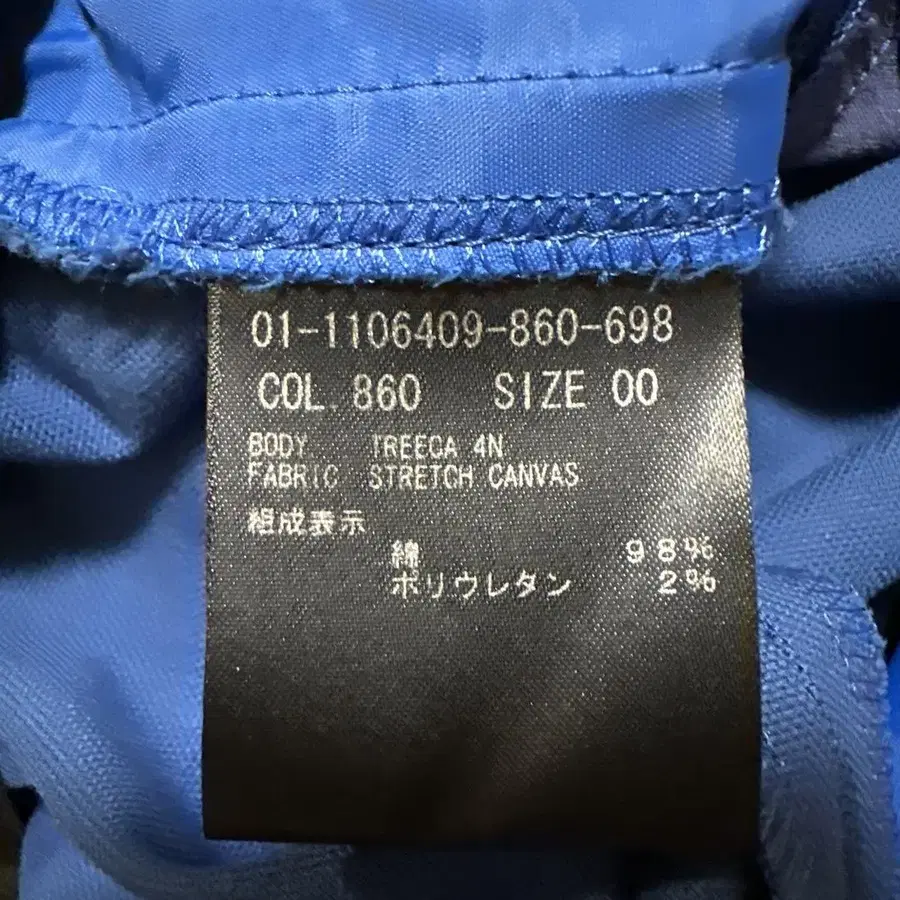 01-1106409-860-698
COL. 860 SIZE 00
BODY TREECA 4N
FABRIC STRETCH CANVAS
組成表示
綿 98%
ポリウレタン 2%